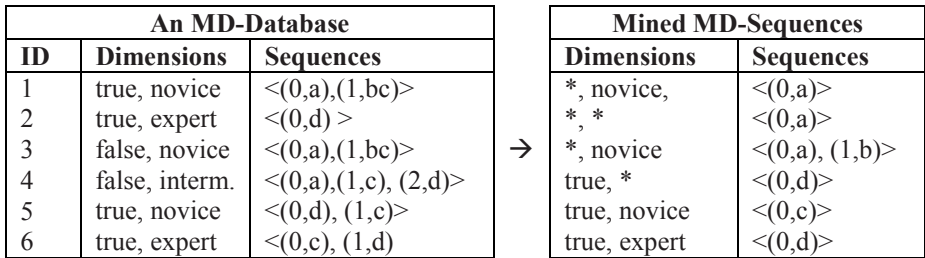 An MD-Database Mined MD-Sequences
ID Dimensions Sequences Dimensions Sequences
1 true, novice <(0,a),(1,bc)> *, novice, <(0,a)>
2 true, expert <(0,d) > *, * <(0,a)>
3 false, novice <(0,a),(1,bc)> → *, novice <(0,a), (1,b)>
4 false, interm. <(0,a),(1,c), (2,d)> true, * <(0,d)>
5 true, novice <(0,d), (1,c)> true, novice <(0,c)>
6 true, expert <(0,c), (1,d) true, expert <(0,d)>